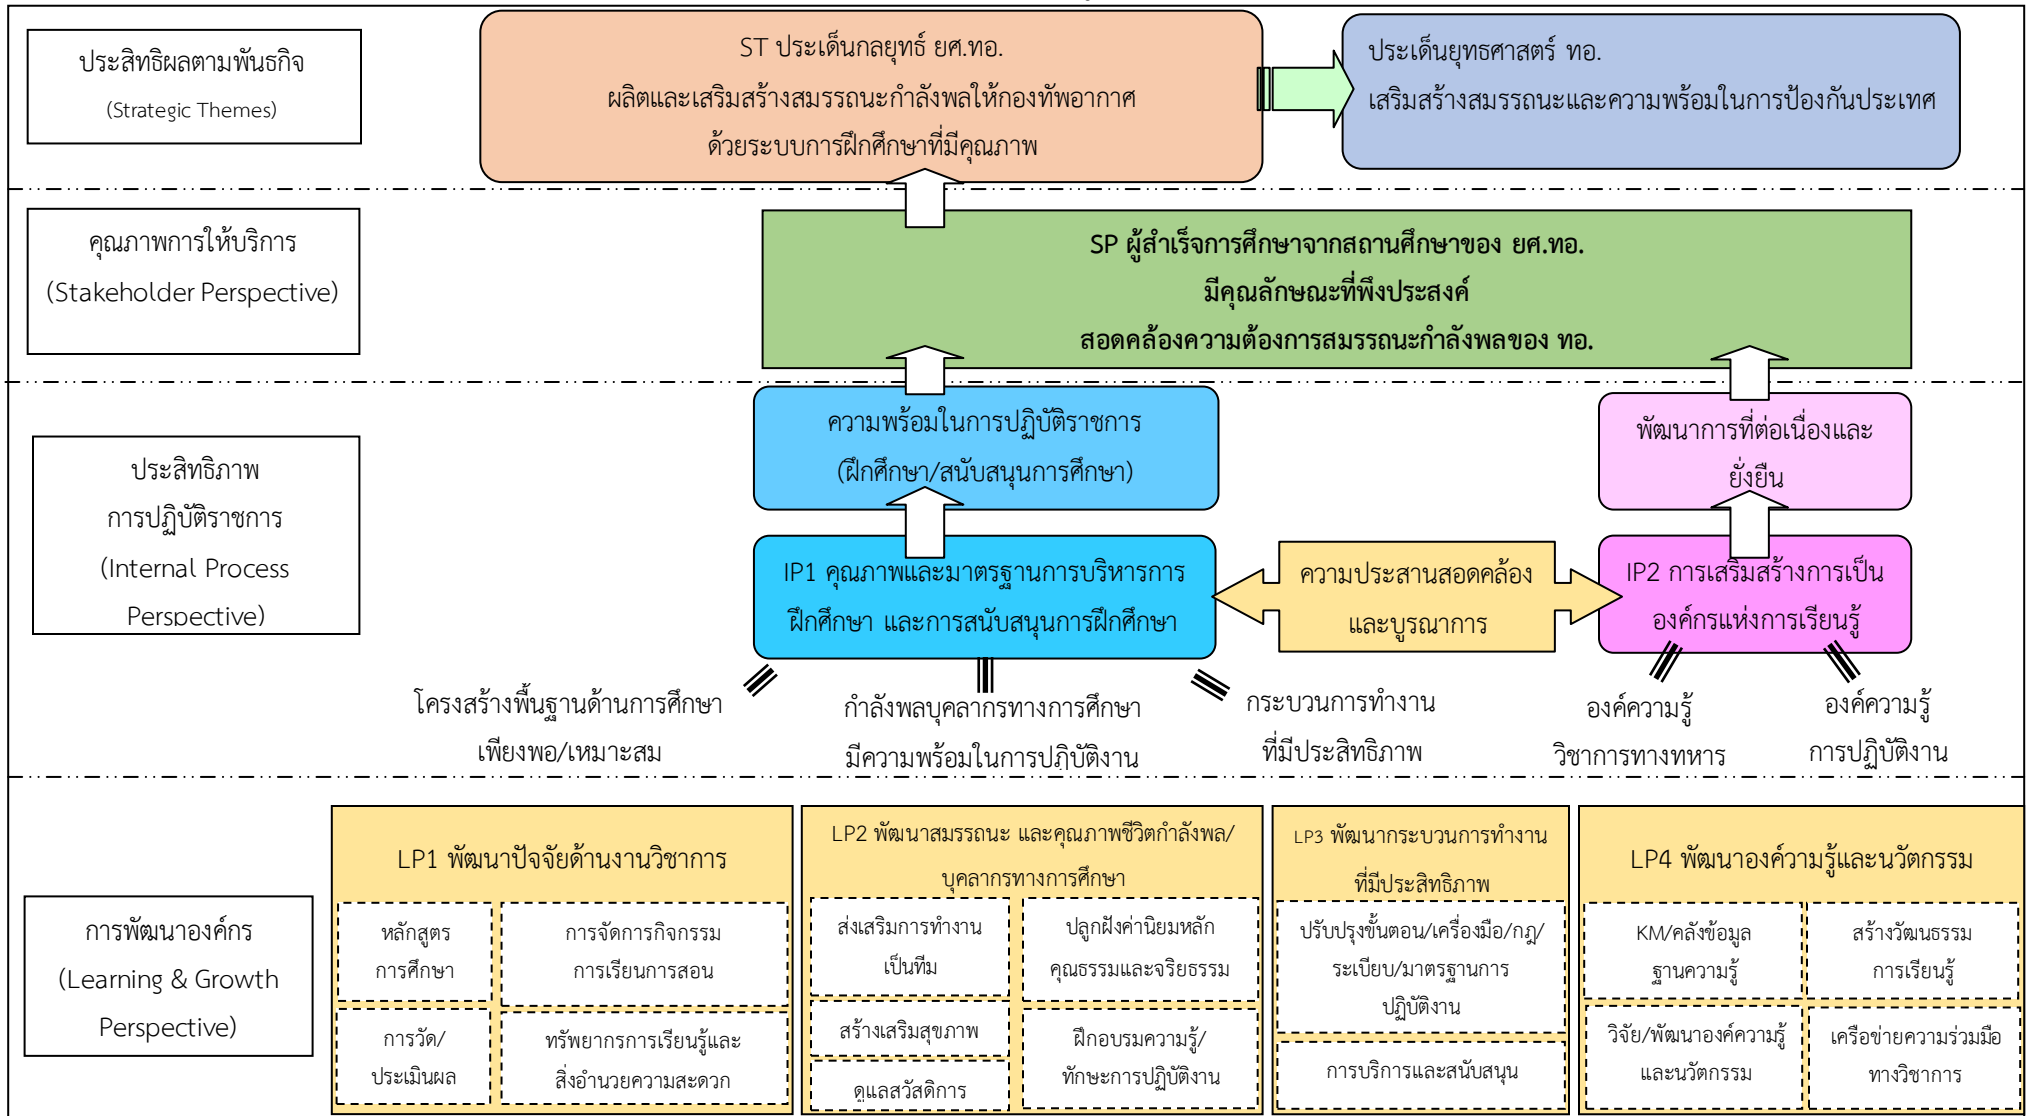 ประสิทธิผลตามพันธกิจ
(Strategic Themes)
ST ประเด็นกลยุทธ์ ยศ.ทอ.
ผลิตและเสริมสร้างสมรรถนะกำลังพลให้กองทัพอากาศ
ด้วยระบบการฝึกศึกษาที่มีคุณภาพ
ประเด็นยุทธศาสตร์ ทอ.
เสริมสร้างสมรรถนะและความพร้อมในการป้องกันประเทศ
คุณภาพการให้บริการ
(Stakeholder Perspective)
SP ผู้สำเร็จการศึกษาจากสถานศึกษาของ ยศ.ทอ.
มีคุณลักษณะที่พึงประสงค์
สอดคล้องความต้องการสมรรถนะกำลังพลของ ทอ.
ประสิทธิภาพ
การปฏิบัติราชการ
(Internal Process
Perspective)
ความพร้อมในการปฏิบัติราชการ
(ฝึกศึกษา/สนับสนุนการศึกษา)
พัฒนาการที่ต่อเนื่องและ
ยั่งยืน
IP1 คุณภาพและมาตรฐานการบริหารการ
ฝึกศึกษา และการสนับสนุนการฝึกศึกษา
ความประสานสอดคล้อง
และบูรณาการ
IP2 การเสริมสร้างการเป็น
องค์กรแห่งการเรียนรู้
โครงสร้างพื้นฐานด้านการศึกษา
เพียงพอ/เหมาะสม
กำลังพลบุคลากรทางการศึกษา
มีความพร้อมในการปฏิบัติงาน
กระบวนการทำงาน
ที่มีประสิทธิภาพ
องค์ความรู้
วิชาการทางทหาร
องค์ความรู้
การปฏิบัติงาน
การพัฒนาองค์กร
(Learning & Growth
Perspective)
LP1 พัฒนาปัจจัยด้านงานวิชาการ
หลักสูตร
การศึกษา
การจัดการกิจกรรม
การเรียนการสอน
การวัด/
ประเมินผล
ทรัพยากรการเรียนรู้และ
สิ่งอำนวยความสะดวก
LP2 พัฒนาสมรรถนะ และคุณภาพชีวิตกำลังพล/
บุคลากรทางการศึกษา
ส่งเสริมการทำงาน
เป็นทีม
ปลูกฝังค่านิยมหลัก
คุณธรรมและจริยธรรม
สร้างเสริมสุขภาพ
ดูแลสวัสดิการ
ฝึกอบรมความรู้/
ทักษะการปฏิบัติงาน
LP3 พัฒนากระบวนการทำงาน
ที่มีประสิทธิภาพ
ปรับปรุงขั้นตอน/เครื่องมือ/กฎ/
ระเบียบ/มาตรฐานการ
ปฏิบัติงาน
การบริการและสนับสนุน
LP4 พัฒนาองค์ความรู้และนวัตกรรม
KM/คลังข้อมูล
ฐานความรู้
สร้างวัฒนธรรม
การเรียนรู้
วิจัย/พัฒนาองค์ความรู้
และนวัตกรรม
เครือข่ายความร่วมมือ
ทางวิชาการ